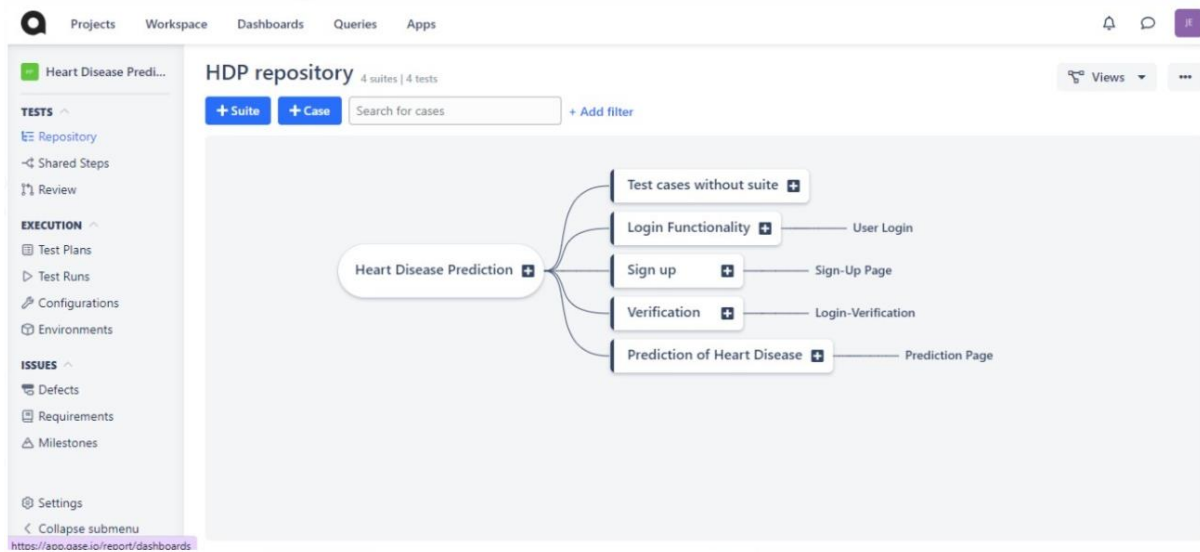 Projects Workspace Dashboards Queries Apps
JE
Heart Disease Predi...
TESTS
Repository
Shared Steps
Review
EXECUTION
Test Plans
Test Runs
Configurations
Environments
ISSUES
Defects
Requirements
Milestones
Settings
Collapse submenu
https://app.qase.io/report/dashboards
HDP repository 4 suites | 4 tests
Views
+ Suite + Case Search for cases + Add filter
Heart Disease Prediction
Test cases without suite
Login Functionality User Login
Sign up Sign-Up Page
Verification Login-Verification
Prediction of Heart Disease Prediction Page